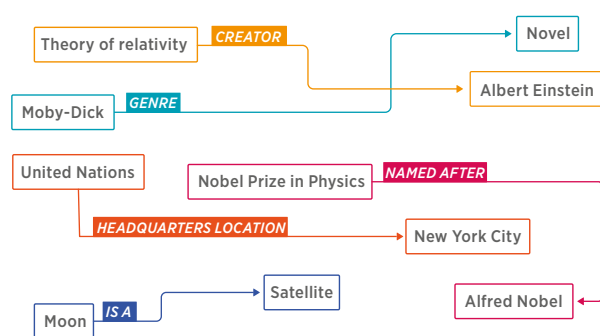 Novel
Theory of relativity
CREATOR
Albert Einstein
Moby-Dick
GENRE
United Nations
Nobel Prize in Physics
NAMED AFTER
HEADQUARTERS LOCATION
New York City
Satellite
Alfred Nobel
Moon
IS A